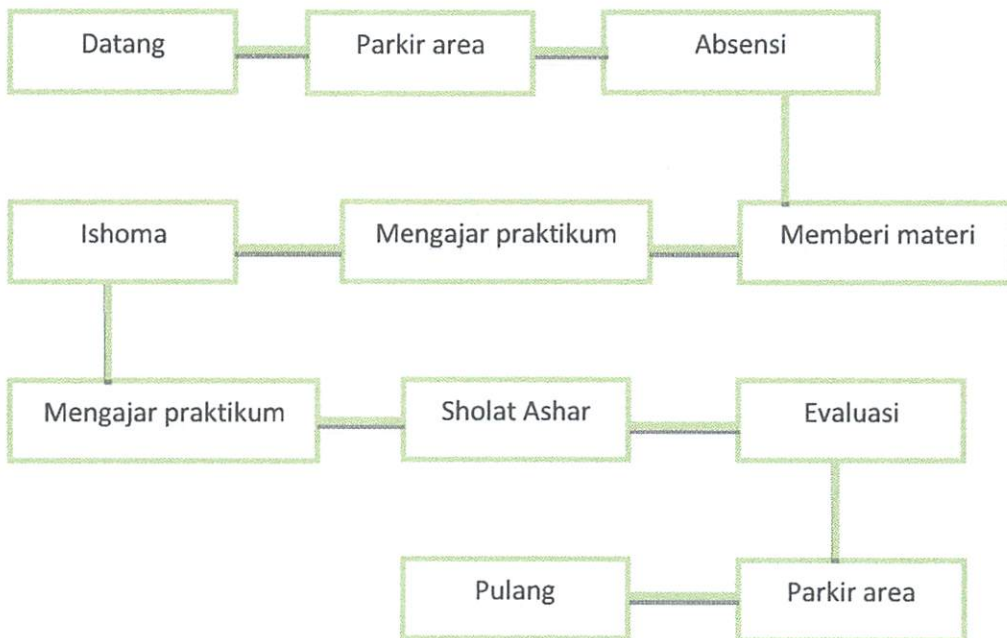 Datang
Parkir area
Absensi
Memberi materi
Mengajar praktikum
Ishoma
Mengajar praktikum
Sholat Ashar
Evaluasi
Parkir area
Pulang